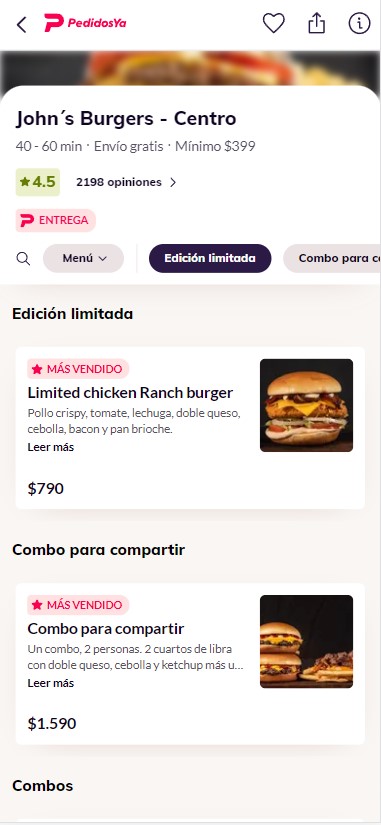 PedidosYa
John´s Burgers - Centro
40 - 60 min · Envío gratis · Mínimo $399
4.5 2198 opiniones
ENTREGA
Menú Edición limitada Combo para c
Edición limitada
MÁS VENDIDO
Limited chicken Ranch burger
Pollo crispy, tomate, lechuga, doble queso,
cebolla, bacon y pan brioche.
Leer más
$790
Combo para compartir
MÁS VENDIDO
Combo para compartir
Un combo, 2 personas. 2 cuartos de libra
con doble queso, cebolla y ketchup más u...
Leer más
$1.590
Combos